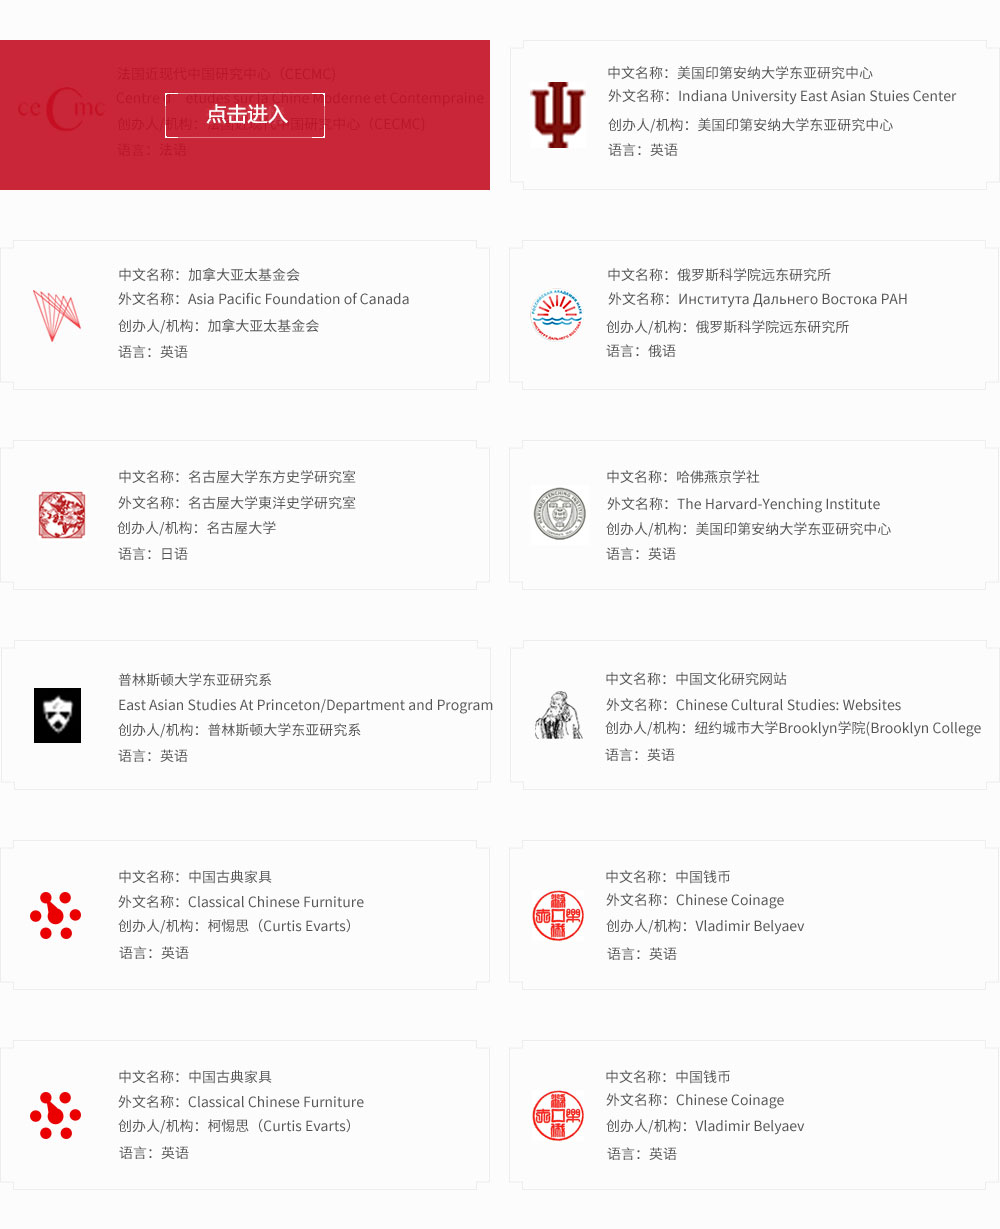 法国近现代中国研究中心（CECMC)
ce C mc
Centre d etudes sur la Chine Moderne et Contempraine
点击进入
创办人/机构：法国近现代中国研究中心（CECMC)
语言：法语
中文名称：美国印第安纳大学东亚研究中心
外文名称：Indiana University East Asian Stuies Center
创办人/机构：美国印第安纳大学东亚研究中心
语言：英语
中文名称：加拿大亚太基金会
外文名称：Asia Pacific Foundation of Canada
创办人/机构：加拿大亚太基金会
语言：英语
中文名称：俄罗斯科学院远东研究所
外文名称：Института Дальнего Востока РАН
创办人/机构：俄罗斯科学院远东研究所
语言：俄语
中文名称：名古屋大学东方史学研究室
外文名称：名古屋大学東洋史学研究室
创办人/机构：名古屋大学
语言：日语
中文名称：哈佛燕京学社
外文名称：The Harvard-Yenching Institute
创办人/机构：美国印第安纳大学东亚研究中心
语言：英语
普林斯顿大学东亚研究系
East Asian Studies At Princeton/Department and Program
创办人/机构：普林斯顿大学东亚研究系
语言：英语
中文名称：中国文化研究网站
外文名称：Chinese Cultural Studies: Websites
创办人/机构：纽约城市大学Brooklyn学院(Brooklyn College
语言：英语
中文名称：中国古典家具
外文名称：Classical Chinese Furniture
创办人/机构：柯惕思（Curtis Evarts）
语言：英语
中文名称：中国钱币
外文名称：Chinese Coinage
创办人/机构：Vladimir Belyaev
语言：英语
中文名称：中国古典家具
外文名称：Classical Chinese Furniture
创办人/机构：柯惕思（Curtis Evarts）
语言：英语
中文名称：中国钱币
外文名称：Chinese Coinage
创办人/机构：Vladimir Belyaev
语言：英语